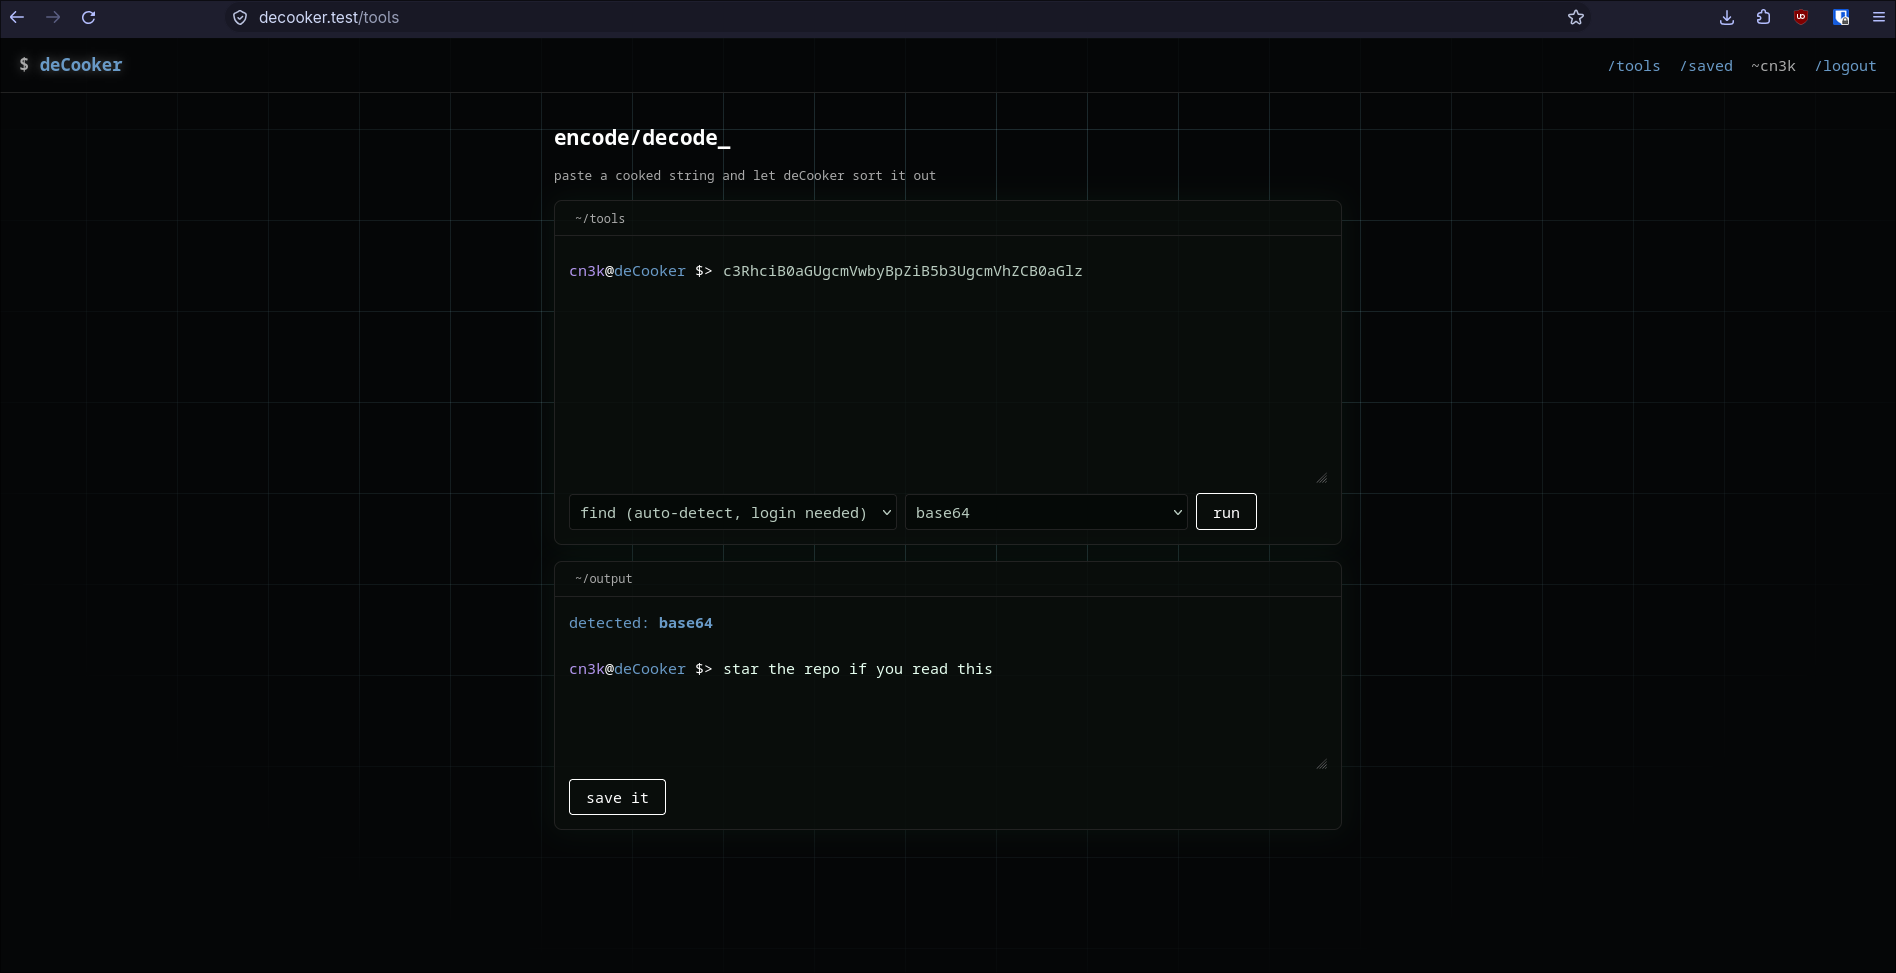 decooker.test/tools
$ deCooker
/tools /saved ~cn3k /logout
encode/decode_
paste a cooked string and let deCooker sort it out
~/tools
cn3k@deCooker $> c3RhciB0aGUgcmVwbyBpZiB5b3UgcmVhZCB0aGlz
find (auto-detect, login needed) base64 run
~/output
detected: base64
cn3k@deCooker $> star the repo if you read this
save it